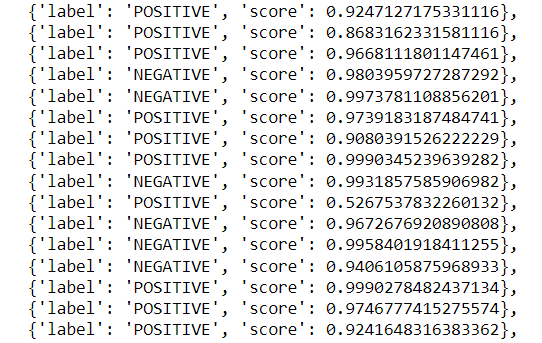 {'label': 'POSITIVE', 'score': 0.9247127175331116},
{'label': 'POSITIVE', 'score': 0.8683162331581116},
{'label': 'POSITIVE', 'score': 0.9668111801147461},
{'label': 'NEGATIVE', 'score': 0.9803959727287292},
{'label': 'NEGATIVE', 'score': 0.9973781108856201},
{'label': 'POSITIVE', 'score': 0.9739183187484741},
{'label': 'POSITIVE', 'score': 0.9080391526222229},
{'label': 'POSITIVE', 'score': 0.9990345239639282},
{'label': 'NEGATIVE', 'score': 0.9931857585906982},
{'label': 'POSITIVE', 'score': 0.5267537832260132},
{'label': 'NEGATIVE', 'score': 0.9672676920890808},
{'label': 'NEGATIVE', 'score': 0.9958401918411255},
{'label': 'NEGATIVE', 'score': 0.9406105875968933},
{'label': 'POSITIVE', 'score': 0.9990278482437134},
{'label': 'POSITIVE', 'score': 0.9746777415275574},
{'label': 'POSITIVE', 'score': 0.9241648316383362},